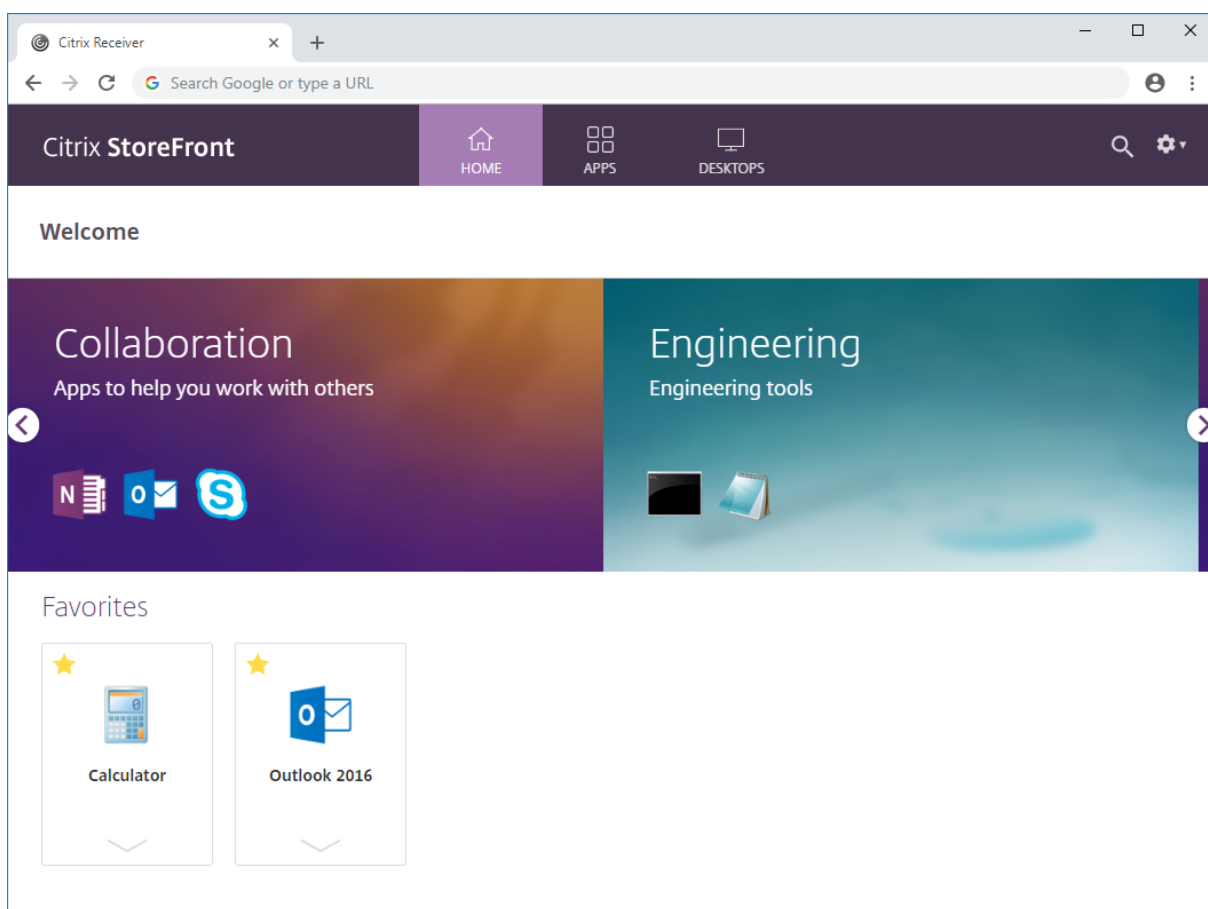 Citrix Receiver
Search Google or type a URL
Citrix StoreFront
HOME
APPS
DESKTOPS
Welcome
Collaboration
Apps to help you work with others
N
O
S
Engineering
Engineering tools
Favorites
0
Calculator
O
Outlook 2016